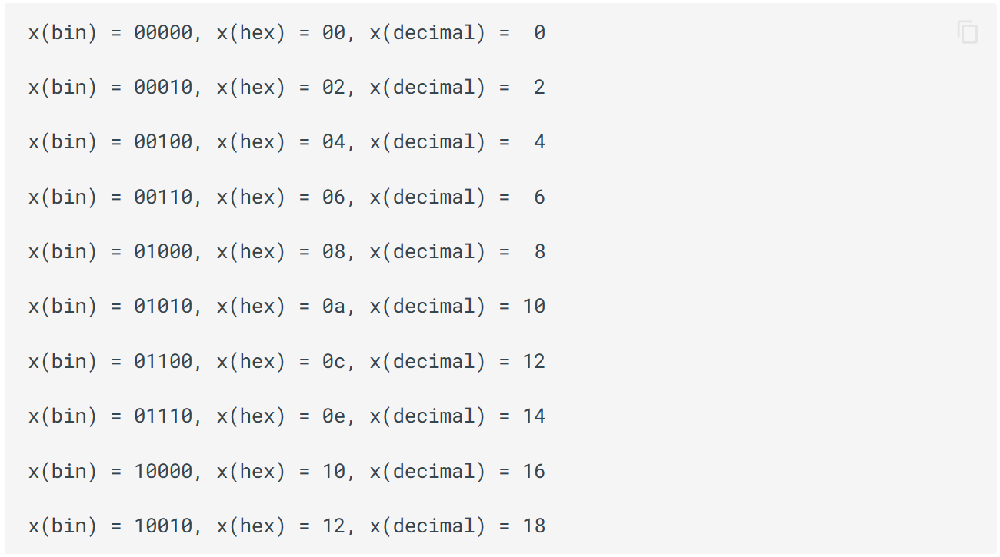 x(bin) = 00000, x(hex) = 00, x(decimal) =  0
x(bin) = 00010, x(hex) = 02, x(decimal) =  2
x(bin) = 00100, x(hex) = 04, x(decimal) =  4
x(bin) = 00110, x(hex) = 06, x(decimal) =  6
x(bin) = 01000, x(hex) = 08, x(decimal) =  8
x(bin) = 01010, x(hex) = 0a, x(decimal) = 10
x(bin) = 01100, x(hex) = 0c, x(decimal) = 12
x(bin) = 01110, x(hex) = 0e, x(decimal) = 14
x(bin) = 10000, x(hex) = 10, x(decimal) = 16
x(bin) = 10010, x(hex) = 12, x(decimal) = 18